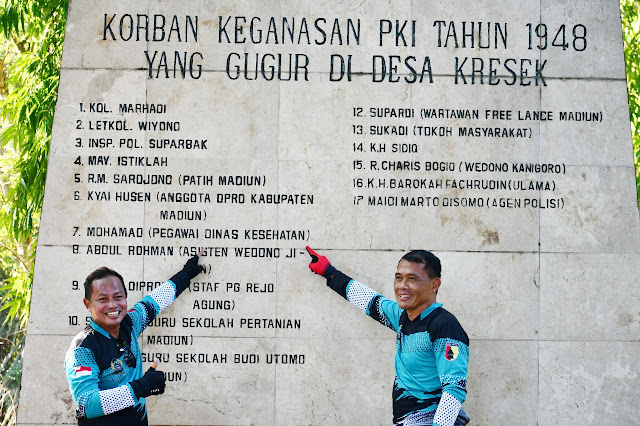 KORBAN KEGANASAN PKI TAHUN 1948
YANG GUGUR DI DESA KRESEK
1. KOL. MARHADI
2. LETKOL. WIYONO
3. INSP. POL. SUPARBAK
4. MAY. ISTIKLAH
5. R.M. SARDJONO (PATIH MADIUN)
6. KYAI HUSEN (ANGGOTA DPRD KABUPATEN
MADIUN)
7. MOHAMAD (PEGAWAI DINAS KESEHATAN)
8. ABDUL ROHMAN (ASISTEN WEDONO JI-
9.
DIPRO (STAF PG REJO
AGUNG)
10.
GURU SEKOLAH PERTANIAN
MADIUN)
GURU SEKOLAH BUDI UTOMO
12. SUPARDI (WARTAWAN FREE LANCE MADIUN)
13. SUKADI (TOKOH MASYARAKAT)
14. K.H SIDIQ
15. R.CHARIS BOGIO (WEDONO KANIGORO)
16. K.H.BAROKAH FACHRUDIN(ULAMA)
17. MAIDI MARTO DISOMO (AGEN POLISI)